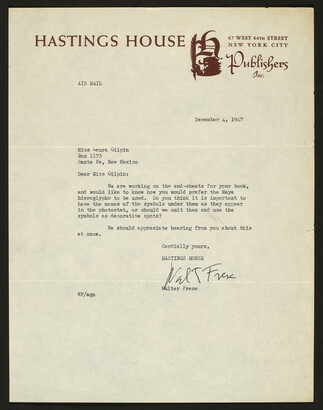 HASTINGS HOUSE
67 WEST 44TH STREET
NEW YORK CITY
Publishers
Inc.
AIR MAIL
December 4, 1947
Miss Laura Gilpin
Box 1173
Santa Fe, New Mexico
Dear Miss Gilpin:
We are working on the end-sheets for your book,
and would like to know how you would prefer the Maya
hieroglyphs to be used. Do you think it is important to
have the names of the symbols under them as they appear
in the photostat, or should we omit them and use the
symbols as decorative spots?
We should appreciate hearing from you about this
at once.
Cordially yours,
HASTINGS HOUSE
Walt Frese
Walter Frese
WF/mgm